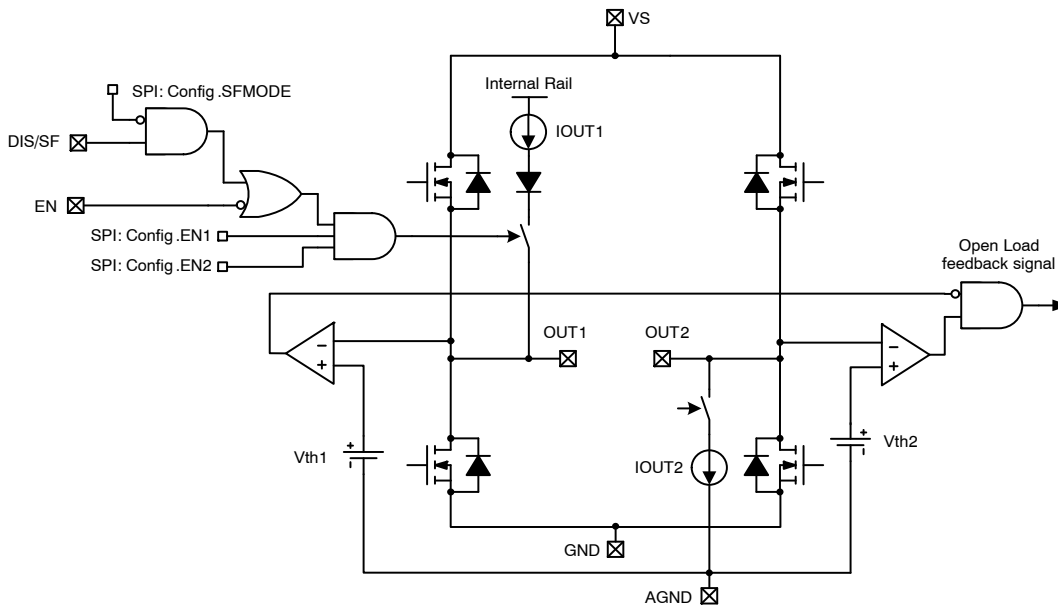 VS
SPI: Config.SFMODE
Internal Rail
DIS/SF
IOUT1
EN
SPI: Config.EN1
SPI: Config.EN2
Open Load
feedback signal
OUT1
OUT2
-
+
-
+
Vth1
+
-
IOUT2
+
-
Vth2
GND
AGND